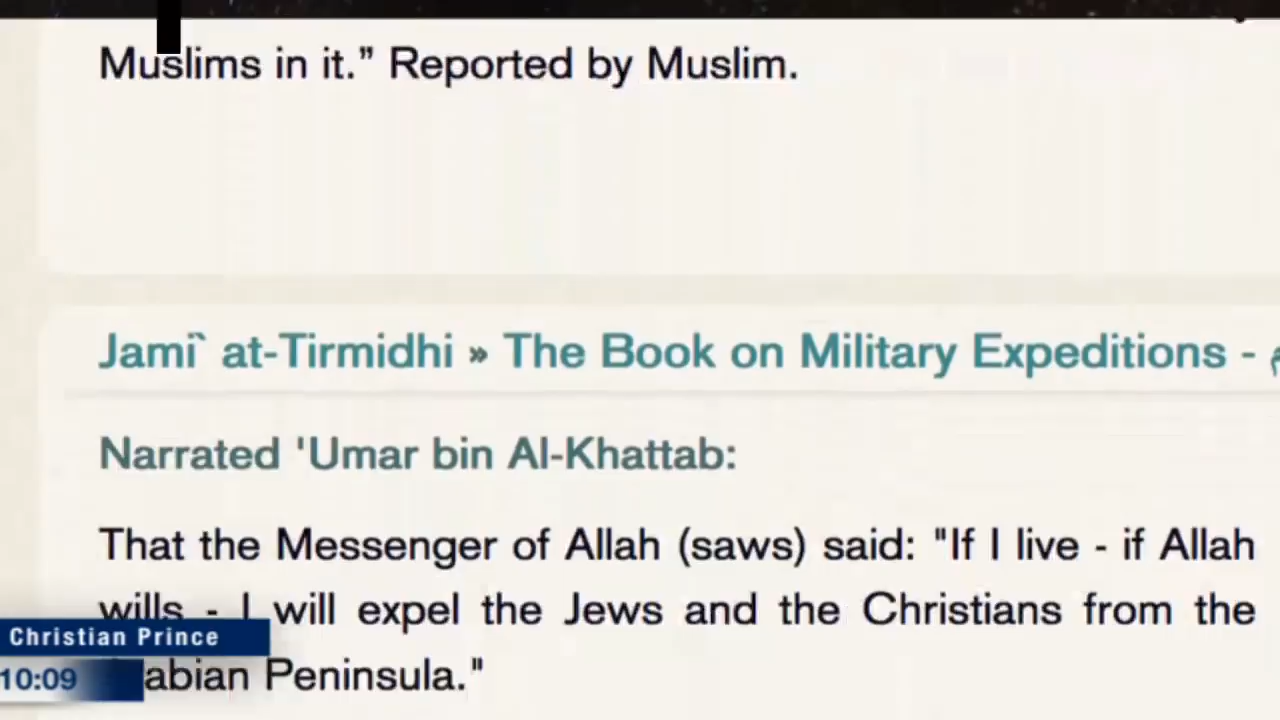 Muslims in it.” Reported by Muslim.
Jami` at-Tirmidhi » The Book on Military Expeditions -
Narrated 'Umar bin Al-Khattab:
That the Messenger of Allah (saws) said: "If I live - if Allah
wills - I will expel the Jews and the Christians from the
Peninsula."
Christian Prince
10:09